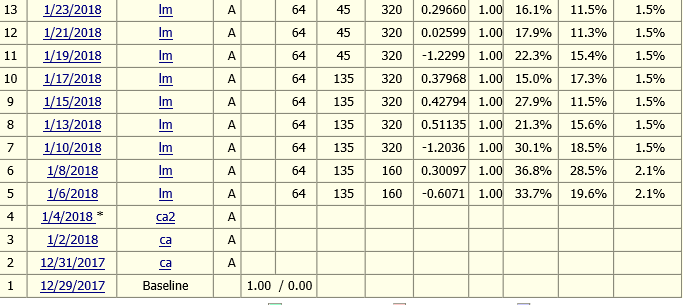 13 1/23/2018 lm A 64 45 320 0.29660 1.00 16.1% 11.5% 1.5%
12 1/21/2018 lm A 64 45 320 0.02599 1.00 17.9% 11.3% 1.5%
11 1/19/2018 lm A 64 45 320 -1.2299 1.00 22.3% 15.4% 1.5%
10 1/17/2018 lm A 64 135 320 0.37968 1.00 15.0% 17.3% 1.5%
9 1/15/2018 lm A 64 135 320 0.42794 1.00 27.9% 11.5% 1.5%
8 1/13/2018 lm A 64 135 320 0.51135 1.00 21.3% 15.6% 1.5%
7 1/10/2018 lm A 64 135 320 -1.2036 1.00 30.1% 18.5% 1.5%
6 1/8/2018 lm A 64 135 160 0.30097 1.00 36.8% 28.5% 2.1%
5 1/6/2018 lm A 64 135 160 -0.6071 1.00 33.7% 19.6% 2.1%
4 1/4/2018 * ca2 A
3 1/2/2018 ca A
2 12/31/2017 ca A
1 12/29/2017 Baseline 1.00 / 0.00